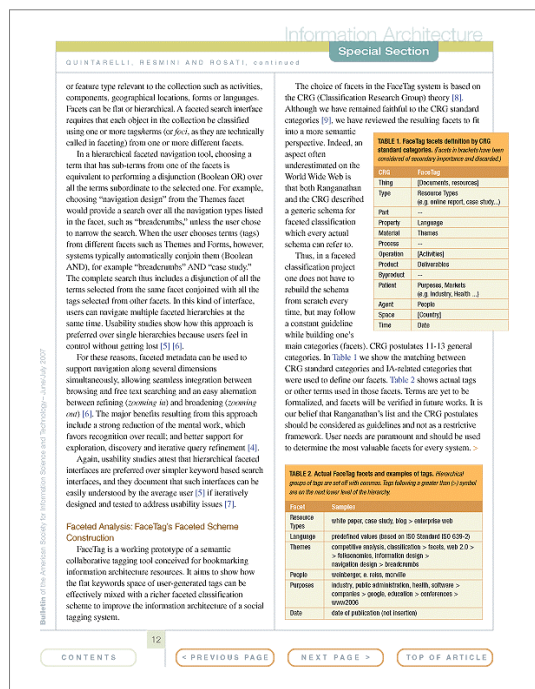 Information Architecture
Special Section
QUINTARELLI, RESMINI AND ROSATI, continued
or feature type relevant to the collection such as activities,
components, geographical locations, forms or languages.
Facets can be flat or hierarchical. A faceted search interface
requires that each object in the collection be classified
using one or more tags/terms (or foci, as they are technically
called in faceting) from one or more different facets.
In a hierarchical faceted navigation tool, choosing a
term that has sub-terms from one of the facets is
equivalent to performing a disjunction (Boolean OR) over
all the terms subordinate to the selected one. For example,
choosing “navigation design” from the Themes facet
would provide a search over all the navigation types listed
in the facet, such as “breadcrumbs,” unless the user chose
to narrow the search. When the user chooses terms (tags)
from different facets such as Themes and Forms, however,
systems typically automatically conjoin them (Boolean
AND), for example “breadcrumbs” AND “case study.”
The complete search thus includes a disjunction of all the
terms selected from the same facet conjoined with all the
tags selected from other facets. In this kind of interface,
users can navigate multiple faceted hierarchies at the
same time. Usability studies show how this approach is
preferred over single hierarchies because users feel in
control without getting lost [5] [6].
For these reasons, faceted metadata can be used to
support navigation along several dimensions
simultaneously, allowing seamless integration between
browsing and free text searching and an easy alternation
between refining (zooming in) and broadening (zooming
out) [6]. The major benefits resulting from this approach
include a strong reduction of the mental work, which
favors recognition over recall; and better support for
exploration, discovery and iterative query refinement [4].
Again, usability studies attest that hierarchical faceted
interfaces are preferred over simpler keyword based search
interfaces, and they document that such interfaces can be
easily understood by the average user [5] if iteratively
designed and tested to address usability issues [7].
Faceted Analysis: FaceTag’s Faceted Scheme
Construction
FaceTag is a working prototype of a semantic
collaborative tagging tool conceived for bookmarking
information architecture resources. It aims to show how
the flat keywords space of user-generated tags can be
effectively mixed with a richer faceted classification
scheme to improve the information architecture of a social
tagging system.
The choice of facets in the FaceTag system is based on
the CRG (Classification Research Group) theory [8].
Although we have remained faithful to the CRG standard
categories [9], we have reviewed the resulting facets to fit
into a more semantic
perspective. Indeed, an
aspect often
underestimated on the
World Wide Web is
that both Ranganathan
and the CRG described
a generic schema for
faceted classification
which every actual
schema can refer to.
Thus, in a faceted
classification project
one does not have to
rebuild the schema
from scratch every
time, but may follow
a constant guideline
while building one’s
main categories (facets). CRG postulates 11-13 general
categories. In Table 1 we show the matching between
CRG standard categories and IA-related categories that
were used to define our facets. Table 2 shows actual tags
or other terms used in those facets. Terms are yet to be
formalized, and facets will be verified in future works. It is
our belief that Ranganathan’s list and the CRG postulates
should be considered as guidelines and not as a restrictive
framework. User needs are paramount and should be used
to determine the most valuable facets for every system. >
TABLE 1. FaceTag facets definition by CRG
standard categories. (Facets in brackets have been
considered of secondary importance and discarded.)
CRG FaceTag
Thing [Documents, resources]
Type Resource Types
(e.g. online report, case study...)
Part --
Property Language
Material Themes
Process --
Operation [Activities]
Product Deliverables
Byproduct --
Patient Purposes, Markets
(e.g. Industry, Health ...)
Agent People
Space [Country]
Time Date
TABLE 2. Actual FaceTag facets and examples of tags. Hierarchical
groups of tags are set off with commas. Tags following a greater than (>) symbol
are on the next lower level of the hierarchy.
Facet Samples
Resource
Types white paper, case study, blog > enterprise web
Language predefined values (based on ISO Standard ISO 639-2)
Themes competitive analysis, classification > facets, web 2.0 >
> folksonomies, information design >
navigation design > breadcrumbs
People weinberger, e. reiss, morville
Purposes industry, public administration, health, software >
companies > google, education > conferences >
www2006
Date date of publication (not insertion)
Bulletin of the American Society for Information Science and Technology – June/July 2007
12
CONTENTS
< PREVIOUS PAGE
NEXT PAGE >
TOP OF ARTICLE